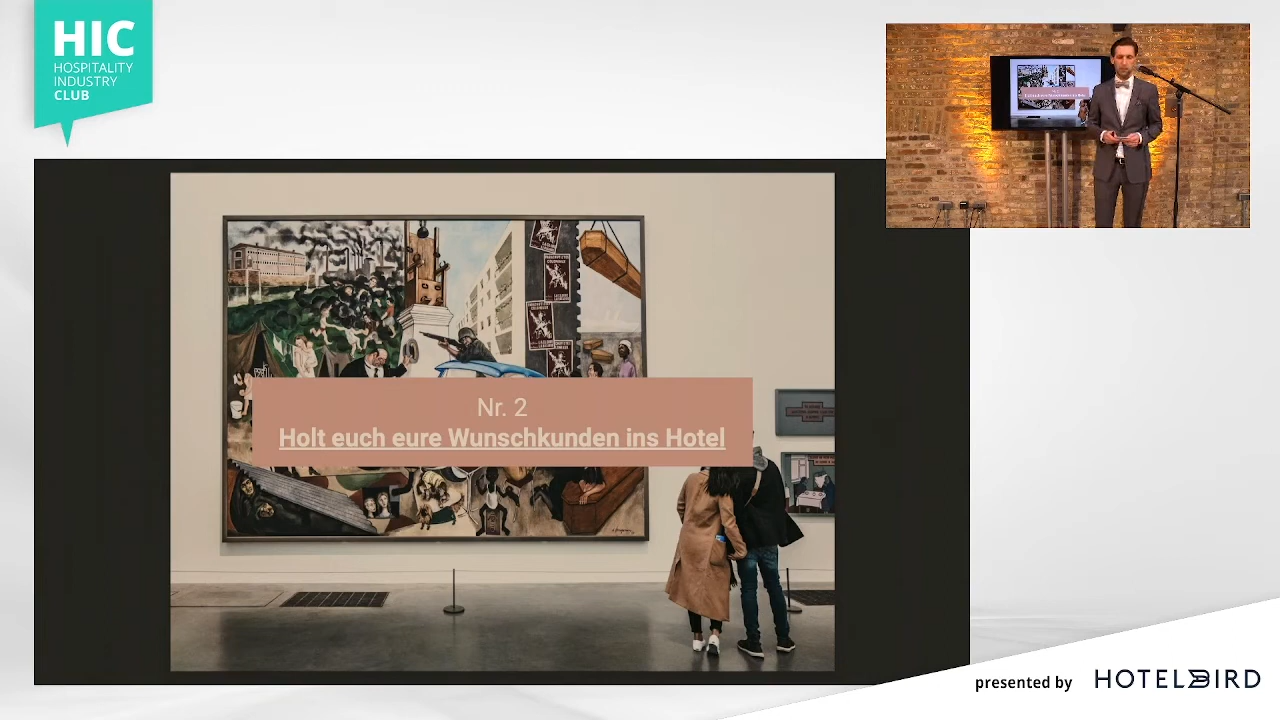 HIC
HOSPITALITY
INDUSTRY
CLUB
Nr. 2
Holt euch eure Wunschkunden ins Hotel
presented by
HOTELBIRD